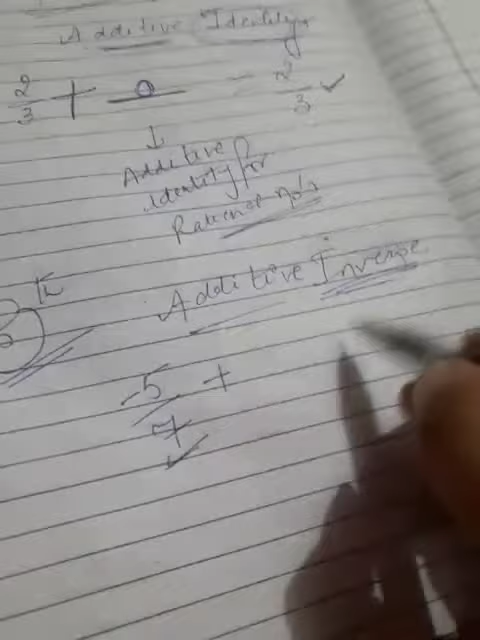 Additive Identity
2/3 + 0 = 2/3 ✓
↓
Additive
Identity for
Rational No's
Additive Inverse
-5/7 +
✓